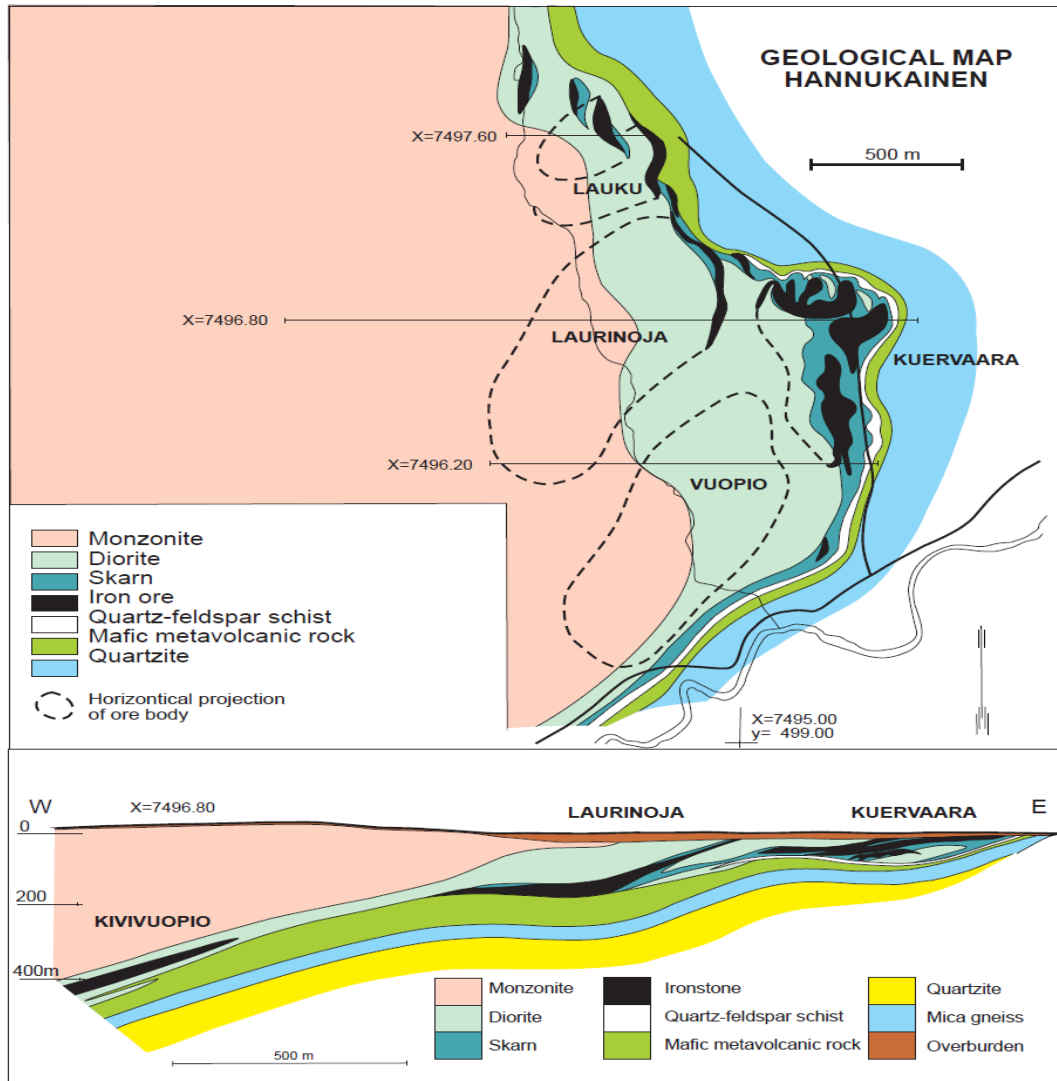 GEOLOGICAL MAP
HANNUKAINEN
500 m
X=7497.60
LAUKU
X=7496.80
LAURINOJA
KUERVAARA
X=7496.20
VUOPIO
Monzonite
Diorite
Skarn
Iron ore
Quartz-feldspar schist
Mafic metavolcanic rock
Quartzite
Horizontical projection
of ore body
X=7495.00
y= 499.00
W
X=7496.80
LAURINOJA
KUERVAARA
E
0
200
KIVIVUOPIO
400m
500 m
Monzonite
Diorite
Skarn
Ironstone
Quartz-feldspar schist
Mafic metavolcanic rock
Quartzite
Mica gneiss
Overburden